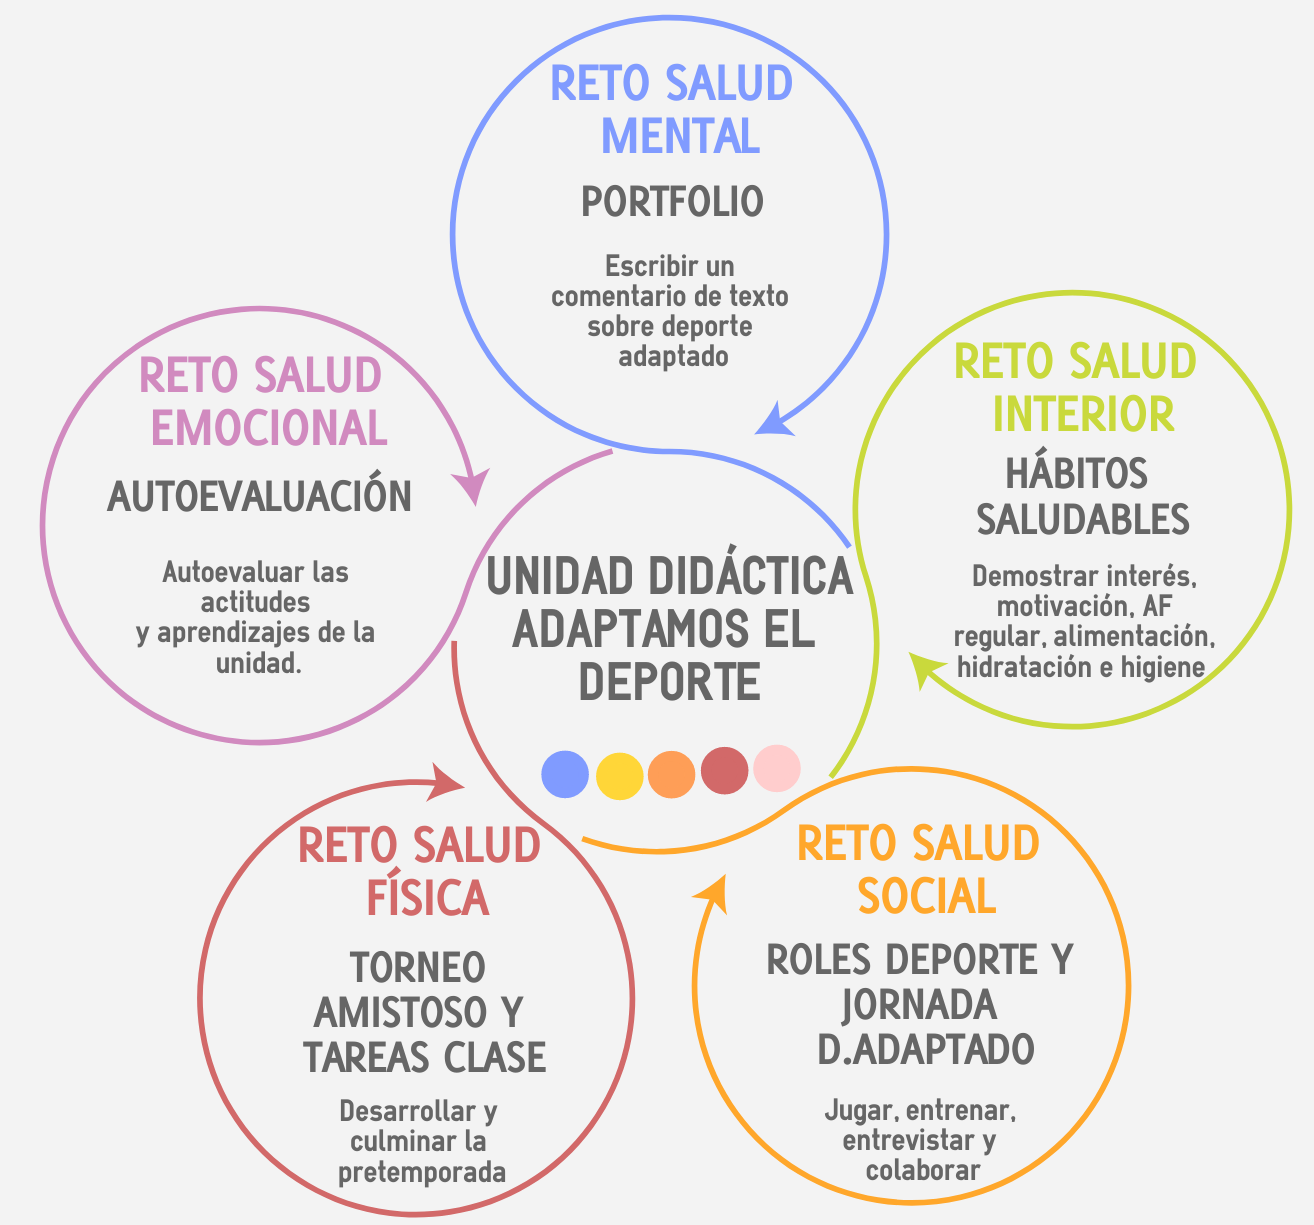 RETO SALUD
MENTAL
PORTFOLIO
Escribir un
comentario de texto
sobre deporte
adaptado
RETO SALUD
EMOCIONAL
AUTOEVALUACIÓN
Autoevaluar las
actitudes
y aprendizajes de la
unidad.
RETO SALUD
INTERIOR
HÁBITOS
SALUDABLES
Demostrar interés,
motivación, AF
regular, alimentación,
hidratación e higiene
UNIDAD DIDÁCTICA
ADAPTAMOS EL
DEPORTE
RETO SALUD
FÍSICA
TORNEO
AMISTOSO Y
TAREAS CLASE
Desarrollar y
culminar la
pretemporada
RETO SALUD
SOCIAL
ROLES DEPORTE Y
JORNADA
D.ADAPTADO
Jugar, entrenar,
entrevistar y
colaborar